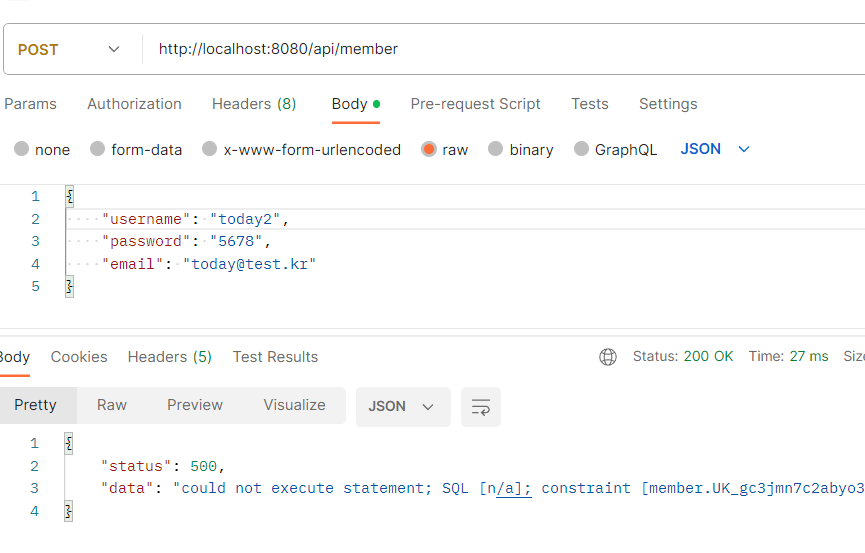 POST http://localhost:8080/api/member
Params Authorization Headers (8) Body Pre-request Script Tests Settings
none form-data x-www-form-urlencoded raw binary GraphQL JSON
1 {
2 "username": "today2",
3 "password": "5678",
4 "email": "today@test.kr"
5 }
Body Cookies Headers (5) Test Results Status: 200 OK Time: 27 ms Size
Pretty Raw Preview Visualize JSON
1 {
2 "status": 500,
3 "data": "could not execute statement; SQL [n/a]; constraint [member.UK_gc3jmn7c2abyo3
4 }